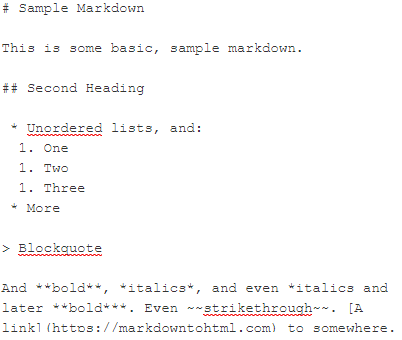 # Sample Markdown
This is some basic, sample markdown.
## Second Heading
 * Unordered lists, and:
  1. One
  1. Two
  1. Three
 * More
> Blockquote
And **bold**, *italics*, and even *italics and
later **bold***. Even ~~strikethrough~~. [A
link](https://markdowntohtml.com) to somewhere.